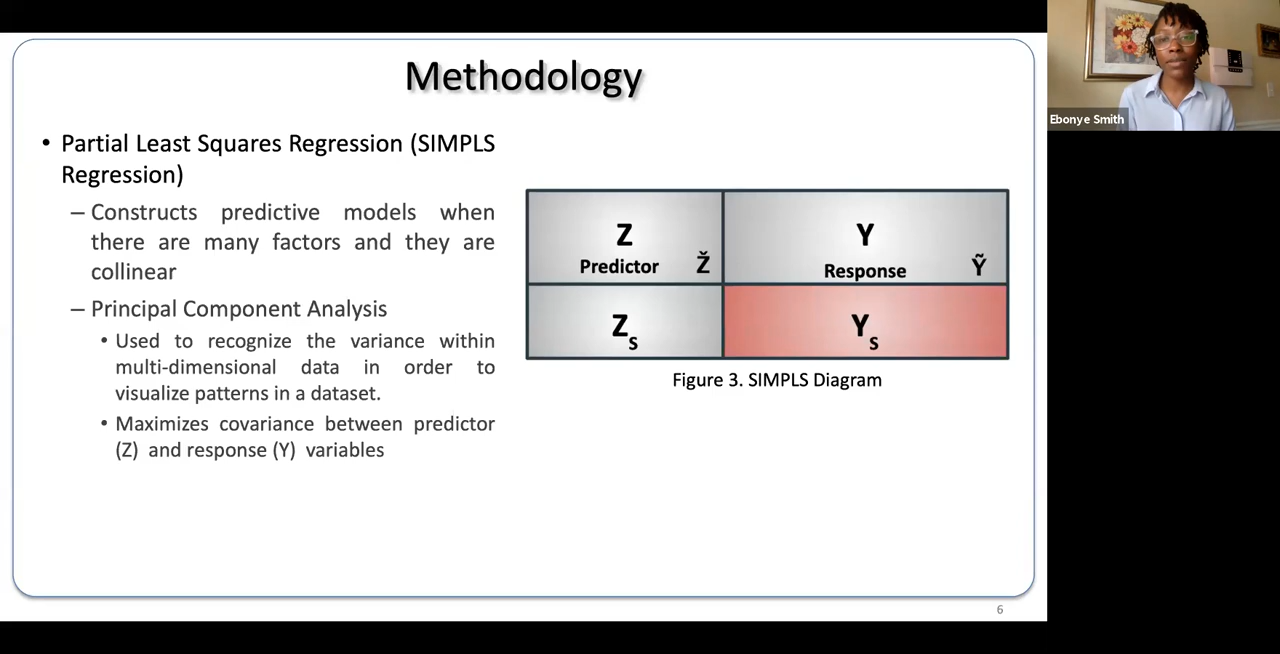 Methodology
• Partial Least Squares Regression (SIMPLS
Regression)
– Constructs predictive models when
there are many factors and they are
collinear
– Principal Component Analysis
• Used to recognize the variance within
multi-dimensional data in order to
visualize patterns in a dataset.
• Maximizes covariance between predictor
(Z) and response (Y) variables
Z
Predictor Ž
Y
Response Ỹ
Zs
Ys
Figure 3. SIMPLS Diagram
6
Ebonye Smith